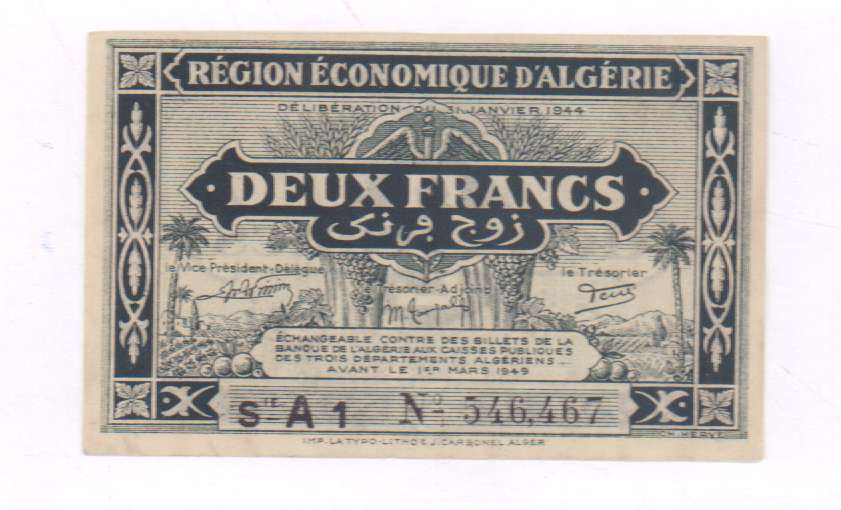 RÉGION ÉCONOMIQUE D'ALGÉRIE
DÉLIBÉRATION DU 31 JANVIER 1944
DEUX FRANCS
زوج فرنك
le Vice Président-Délégué
le Trésorier-Adjoint
le Trésorier
ÉCHANGEABLE CONTRE DES BILLETS DE LA
BANQUE DE L'ALGÉRIE AUX CAISSES PUBLIQUES
DES TROIS DÉPARTEMENTS ALGÉRIENS
AVANT LE 1ER MARS 1949
SIE A1 No 546,467
CH. HERVÉ
IMP. LA TYPO-LITHO & J. CARBONEL ALGER